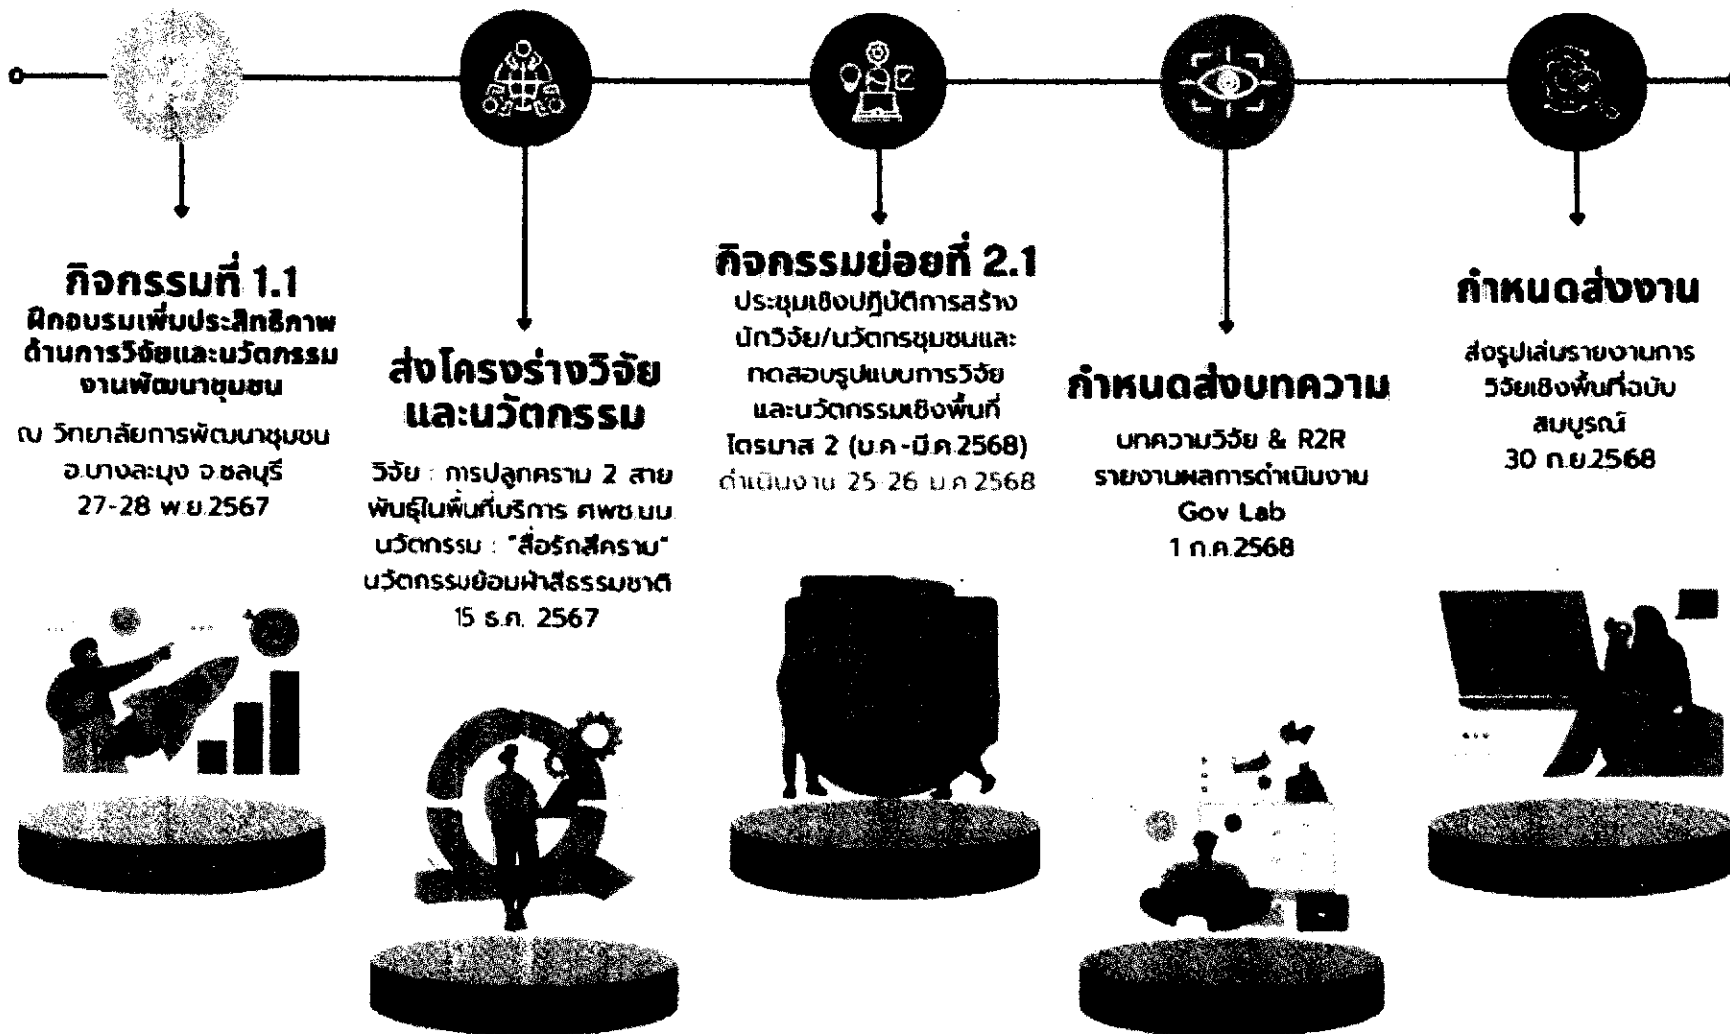 กิจกรรมที่ 1.1
ฝึกอบรมเพิ่มประสิทธิภาพ
ด้านการวิจัยและนวัตกรรม
งานพัฒนาชุมชน
ณ วิทยาลัยการพัฒนาชุมชน
อ.บางละมุง จ.ชลบุรี
27-28 พ.ย.2567
ส่งโครงร่างวิจัย
และนวัตกรรม
วิจัย : การปลูกคราม 2 สาย
พันธุ์ในพื้นที่บริการ ศพช.นบ.
นวัตกรรม : "สื่อรักสีคราม"
นวัตกรรมย้อมผ้าสีธรรมชาติ
15 ธ.ค. 2567
กิจกรรมย่อยที่ 2.1
ประชุมเชิงปฏิบัติการสร้าง
นักวิจัย/นวัตกรชุมชนและ
ทดสอบรูปแบบการวิจัย
และนวัตกรรมเชิงพื้นที่
ไตรมาส 2 (ม.ค-มี.ค.2568)
ดำเนินงาน 25-26 ม.ค.2568
กำหนดส่งบทความ
บทความวิจัย & R2R
รายงานผลการดำเนินงาน
Gov Lab
1 ก.ค.2568
กำหนดส่งงาน
ส่งรูปเล่มรายงานการ
วิจัยเชิงพื้นที่ฉบับ
สมบูรณ์
30 ก.ย.2568